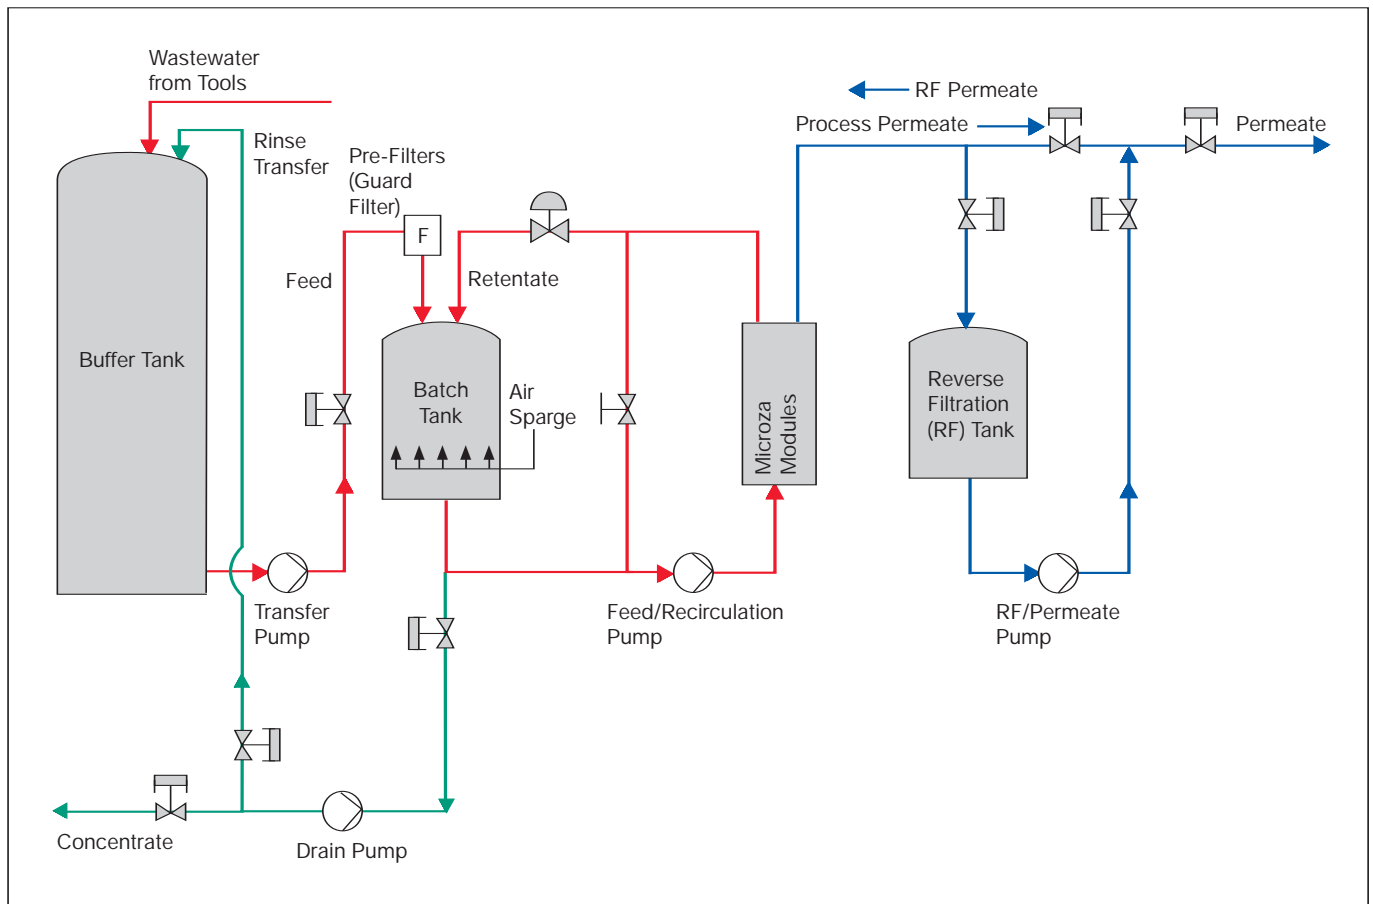 Wastewater
from Tools
Rinse
Transfer
Pre-Filters
(Guard
Filter)
F
Feed
Retentate
RF Permeate
Process Permeate
Permeate
Buffer Tank
Batch
Tank
Air
Sparge
Microza
Modules
Reverse
Filtration
(RF) Tank
Transfer
Pump
Feed/Recirculation
Pump
RF/Permeate
Pump
Concentrate
Drain Pump